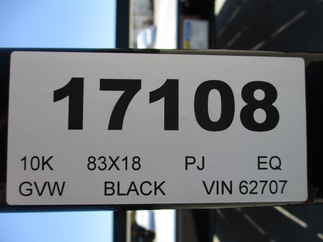 17108
10K 83X18 PJ EQ
GVW BLACK VIN 62707